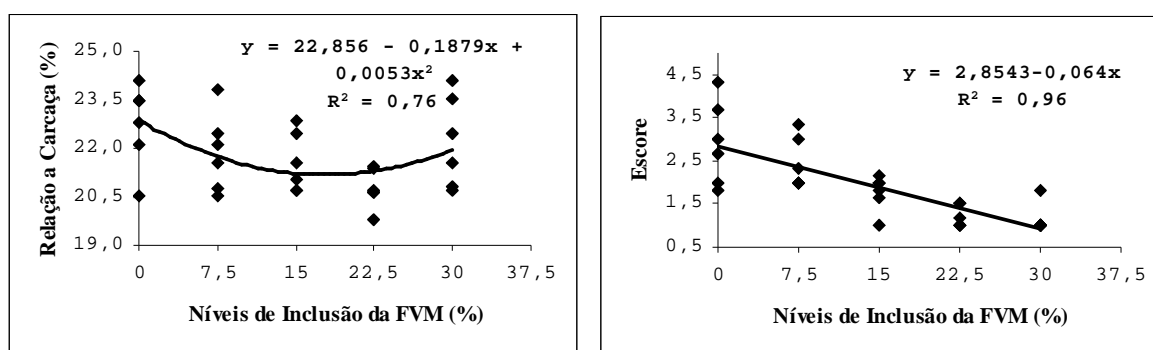 y = 22,856 - 0,1879x +
0,0053x²
R² = 0,76
Relação a Carcaça (%)
25,0
23,5
22,0
20,5
19,0
0 7,5 15 22,5 30 37,5
Níveis de Inclusão da FVM (%)
y = 2,8543-0,064x
R² = 0,96
Escore
4,5
3,5
2,5
1,5
0,5
0 7,5 15 22,5 30 37,5
Níveis de Inclusão da FVM (%)